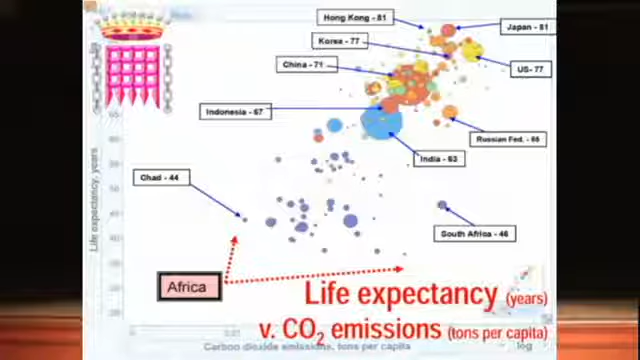 Hong Kong - 81
Japan - 81
Korea - 77
China - 71
US- 77
Indonesia - 67
Russian Fed. - 65
India - 63
Chad - 44
South Africa - 46
Africa
Life expectancy, years
Life expectancy (years)
v. CO2 emissions (tons per capita)
Carbon dioxide emissions, tons per capita
log